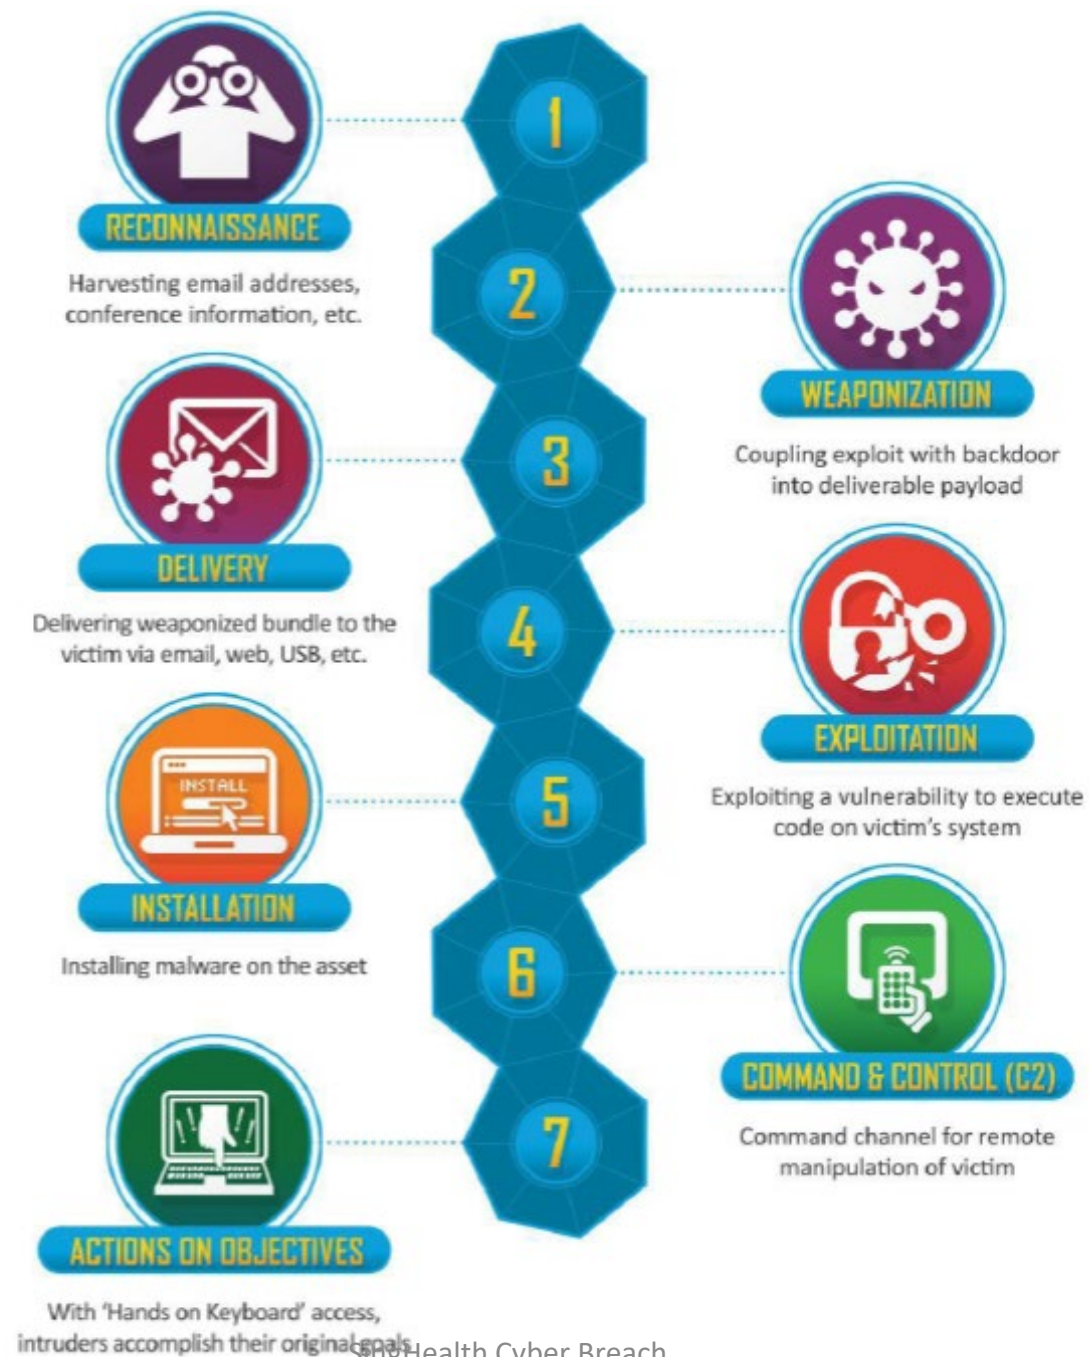 1
RECONNAISSANCE
Harvesting email addresses,
conference information, etc.
2
WEAPONIZATION
Coupling exploit with backdoor
into deliverable payload
3
DELIVERY
Delivering weaponized bundle to the
victim via email, web, USB, etc.
4
EXPLOITATION
Exploiting a vulnerability to execute
code on victim's system
5
INSTALL
INSTALLATION
Installing malware on the asset
6
COMMAND & CONTROL (C2)
Command channel for remote
manipulation of victim
7
ACTIONS ON OBJECTIVES
With 'Hands on Keyboard' access,
intruders accomplish their original goals
SingHealth Cyber Breach